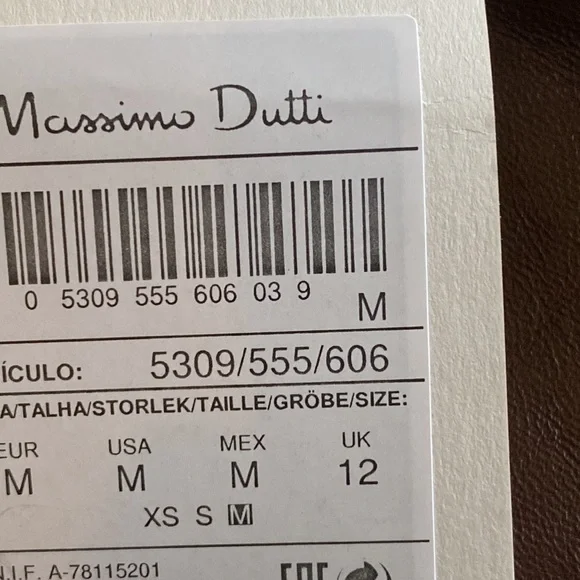 Massimo Dutti
0 5309 555 606 03 9
M
ÍCULO: 5309/555/606
A/TALHA/STORLEK/TAILLE/GRÖBE/SIZE:
EUR USA MEX UK
M M M 12
XS S M
N.I.F. A-78115201
EAC